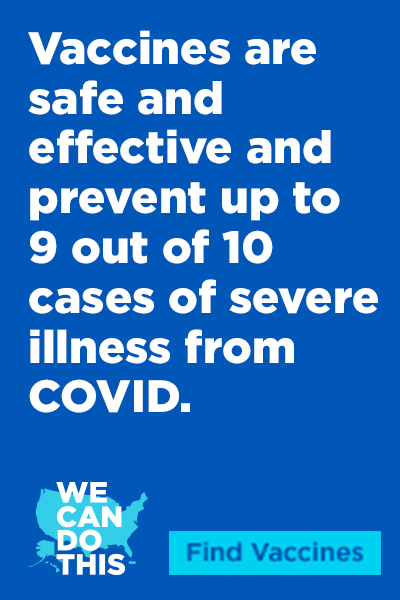 Vaccines are
safe and
effective and
prevent up to
9 out of 10
cases of severe
illness from
COVID.
WE
CAN
DO
THIS
Find Vaccines